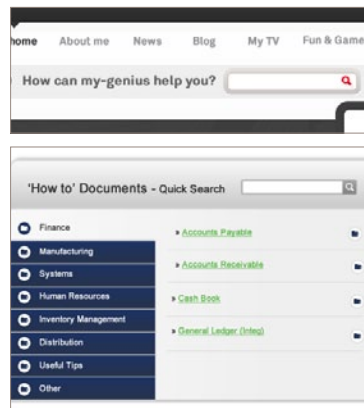 home About me News Blog My TV Fun & Game
How can my-genius help you?
'How to' Documents - Quick Search
Finance
Manufacturing
Systems
Human Resources
Inventory Management
Distribution
Useful Tips
Other
» Accounts Payable
» Accounts Receivable
» Cash Book
» General Ledger (Integ)